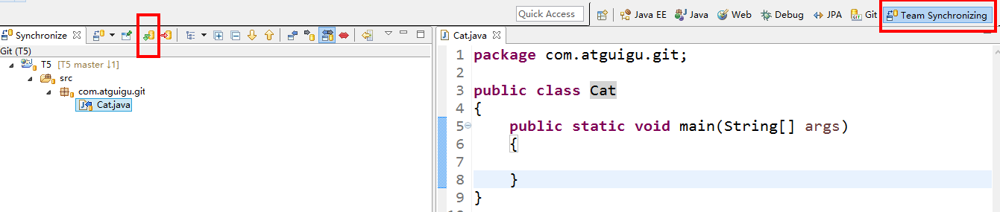 Quick Access Java EE Java Web Debug JPA Git Team Synchronizing
Synchronize
Git (T5)
T5 [T5 master ↓1]
src
com.atguigu.git
Cat.java
Cat.java
1 package com.atguigu.git;
2
3 public class Cat
4 {
5 public static void main(String[] args)
6 {
7
8 }
9 }